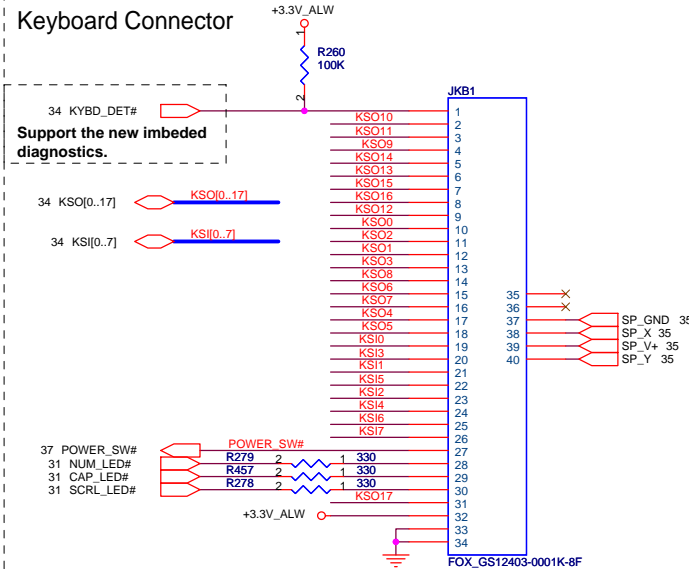 Keyboard Connector
+3.3V_ALW
1
R260
100K
2
JKB1
34 KYBD_DET#
1
Support the new imbeded
diagnostics.
KSO10 2
KSO11 3
KSO9 4
KSO14 5
KSO13 6
KSO15 7
34 KSO[0..17] KSO[0..17]
KSO16 8
KSO12 9
KSO0 10
34 KSI[0..7] KSI[0..7]
KSO2 11
KSO1 12
KSO3 13
KSO8 14
KSO6 15 35
KSO7 16 36
KSO4 17 37 SP_GND 35
KSO5 18 38 SP_X 35
KSI0 19 39 SP_V+ 35
KSI3 20 40 SP_Y 35
KSI1 21
KSI5 22
KSI2 23
KSI4 24
KSI6 25
KSI7 26
37 POWER_SW# POWER_SW# 27
31 NUM_LED# R279 2 1 330 28
31 CAP_LED# R457 2 1 330 29
31 SCRL_LED# R278 2 1 330 30
KSO17 31
+3.3V_ALW 32
33
34
FOX_GS12403-0001K-8F